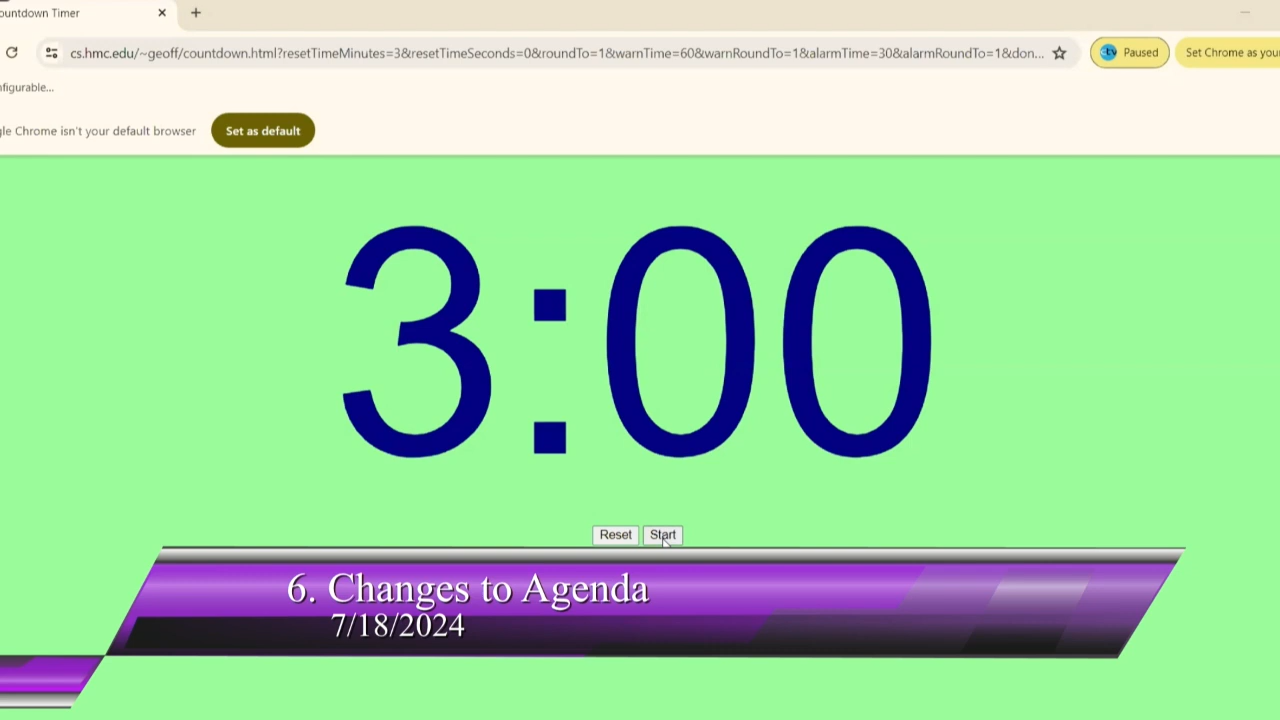 ountdown Timer
cs.hmc.edu/~geoff/countdown.html?resetTimeMinutes=3&resetTimeSeconds=0&roundTo=1&warnTime=60&warnRoundTo=1&alarmTime=30&alarmRoundTo=1&don...
Paused
Set Chrome as you
nfigurable...
gle Chrome isn't your default browser
Set as default
3:00
Reset
Start
6. Changes to Agenda
7/18/2024